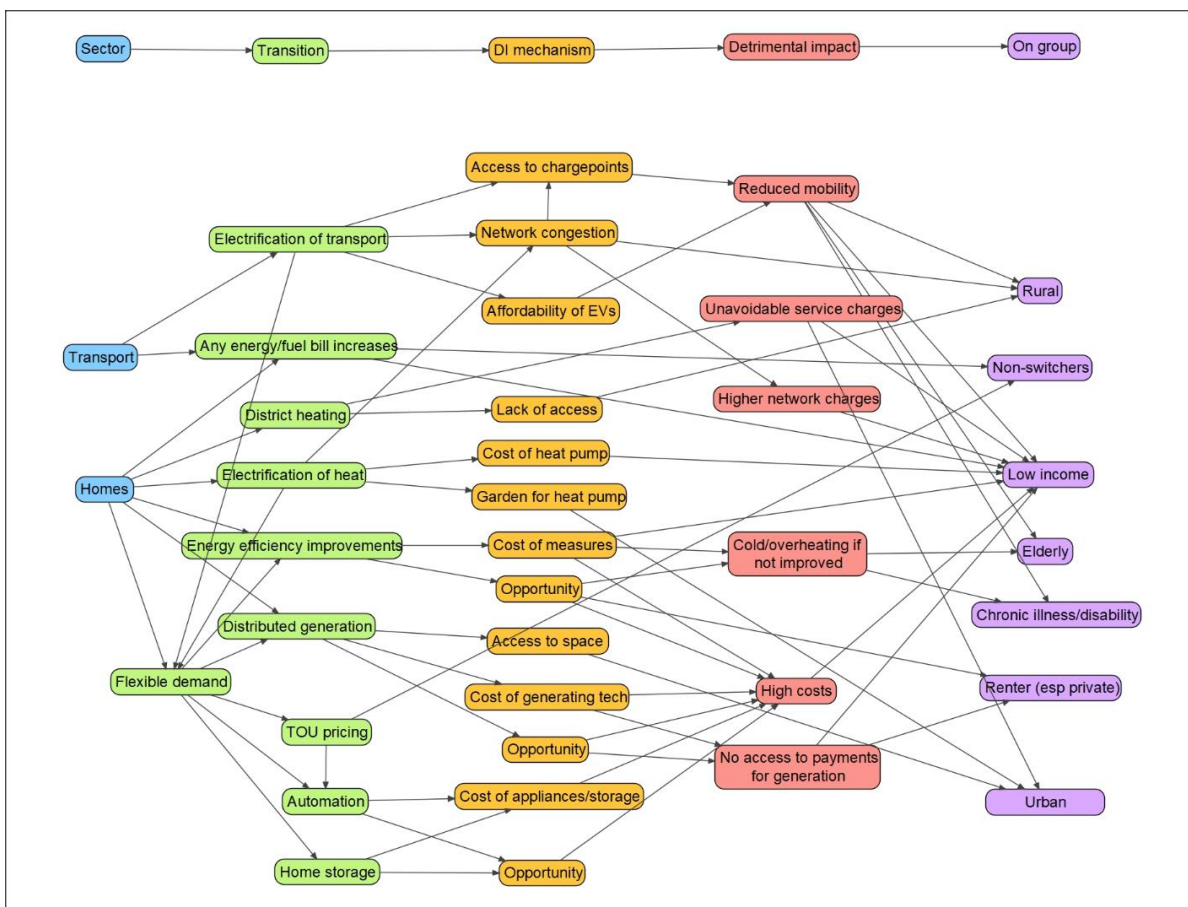 Sector
Transition
DI mechanism
Detrimental impact
On group
Access to chargepoints
Reduced mobility
Electrification of transport
Network congestion
Rural
Affordability of EVs
Unavoidable service charges
Transport
Any energy/fuel bill increases
Non-switchers
District heating
Lack of access
Higher network charges
Homes
Electrification of heat
Cost of heat pump
Low income
Garden for heat pump
Energy efficiency improvements
Cost of measures
Cold/overheating if
not improved
Elderly
Opportunity
Chronic illness/disability
Distributed generation
Access to space
Flexible demand
Cost of generating tech
High costs
Renter (esp private)
TOU pricing
Opportunity
No access to payments
for generation
Automation
Cost of appliances/storage
Urban
Home storage
Opportunity